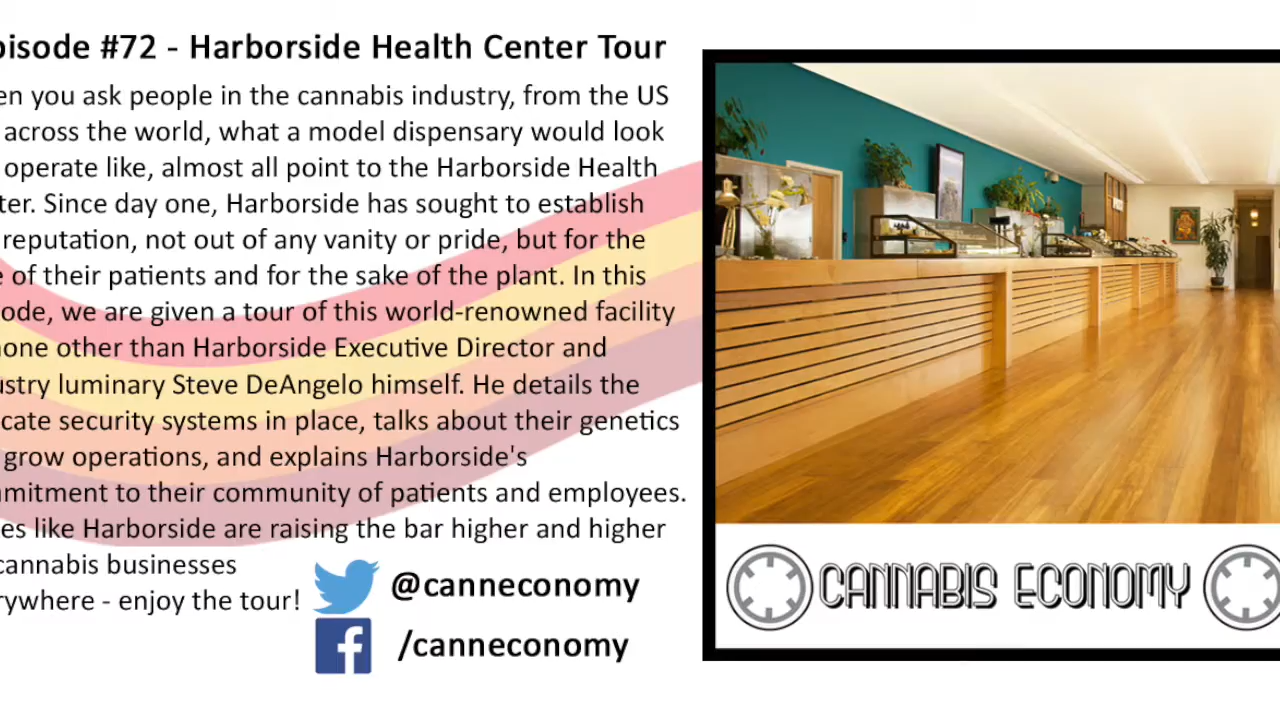 pisode #72 - Harborside Health Center Tour
en you ask people in the cannabis industry, from the US
across the world, what a model dispensary would look
operate like, almost all point to the Harborside Health
ter. Since day one, Harborside has sought to establish
reputation, not out of any vanity or pride, but for the
e of their patients and for the sake of the plant. In this
ode, we are given a tour of this world-renowned facility
one other than Harborside Executive Director and
ustry luminary Steve DeAngelo himself. He details the
cate security systems in place, talks about their genetics
grow operations, and explains Harborside's
mitment to their community of patients and employees.
es like Harborside are raising the bar higher and higher
cannabis businesses
rywhere - enjoy the tour!
@canneconomy
/canneconomy
CANNABIS ECONOMY